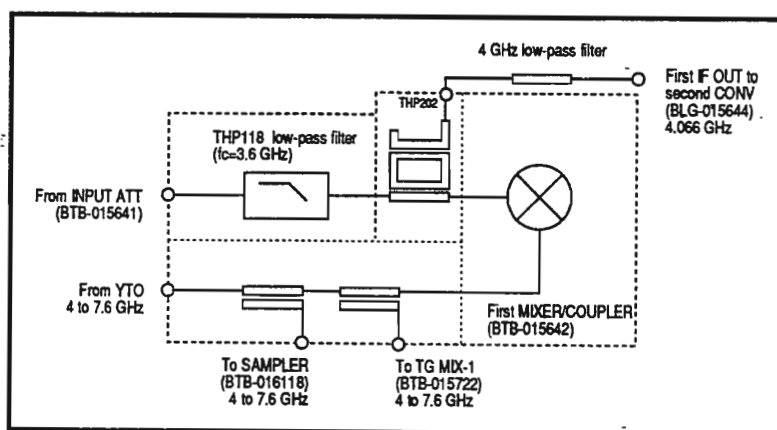 4 GHz low-pass filter
First IF OUT to
second CONV
(BLG-015644)
4.066 GHz
THP202
THP118 low-pass filter
(fc=3.6 GHz)
From INPUT ATT
(BTB-015641)
From YTO
4 to 7.6 GHz
First MIXER/COUPLER
(BTB-015642)
To SAMPLER
(BTB-016118)
4 to 7.6 GHz
To TG MIX-1
(BTB-015722)
4 to 7.6 GHz